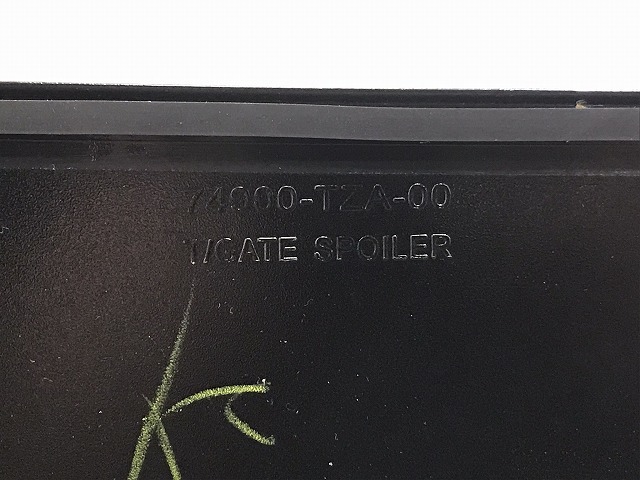 74900-TZA-00
T/GATE SPOILER
K